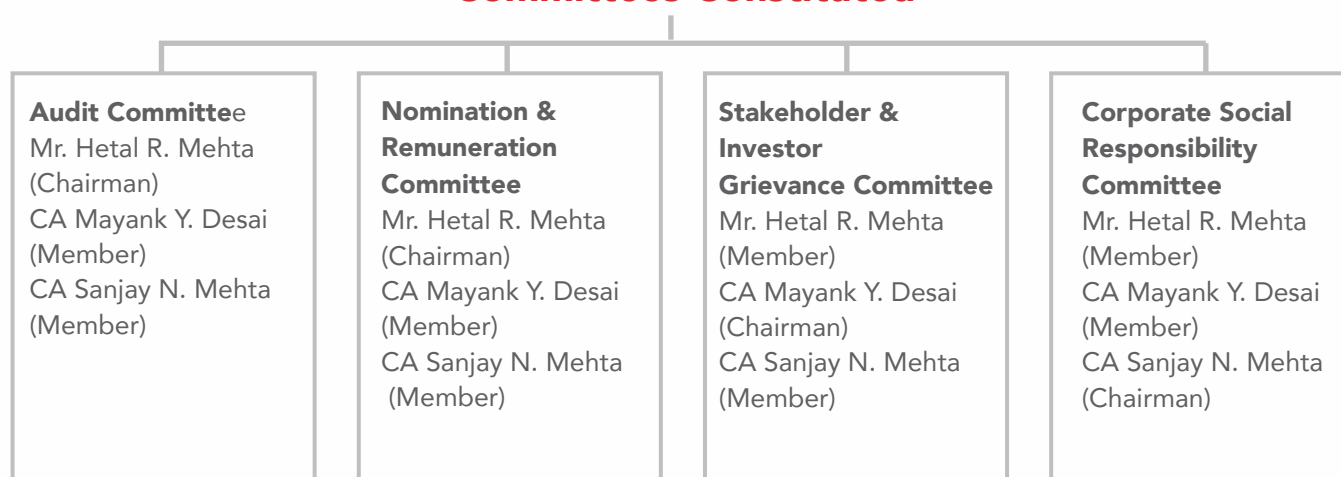 Committees Constituted
Audit Committee
Mr. Hetal R. Mehta
(Chairman)
CA Mayank Y. Desai
(Member)
CA Sanjay N. Mehta
(Member)
Nomination &
Remuneration
Committee
Mr. Hetal R. Mehta
(Chairman)
CA Mayank Y. Desai
(Member)
CA Sanjay N. Mehta
(Member)
Stakeholder &
Investor
Grievance Committee
Mr. Hetal R. Mehta
(Member)
CA Mayank Y. Desai
(Chairman)
CA Sanjay N. Mehta
(Member)
Corporate Social
Responsibility
Committee
Mr. Hetal R. Mehta
(Member)
CA Mayank Y. Desai
(Member)
CA Sanjay N. Mehta
(Chairman)